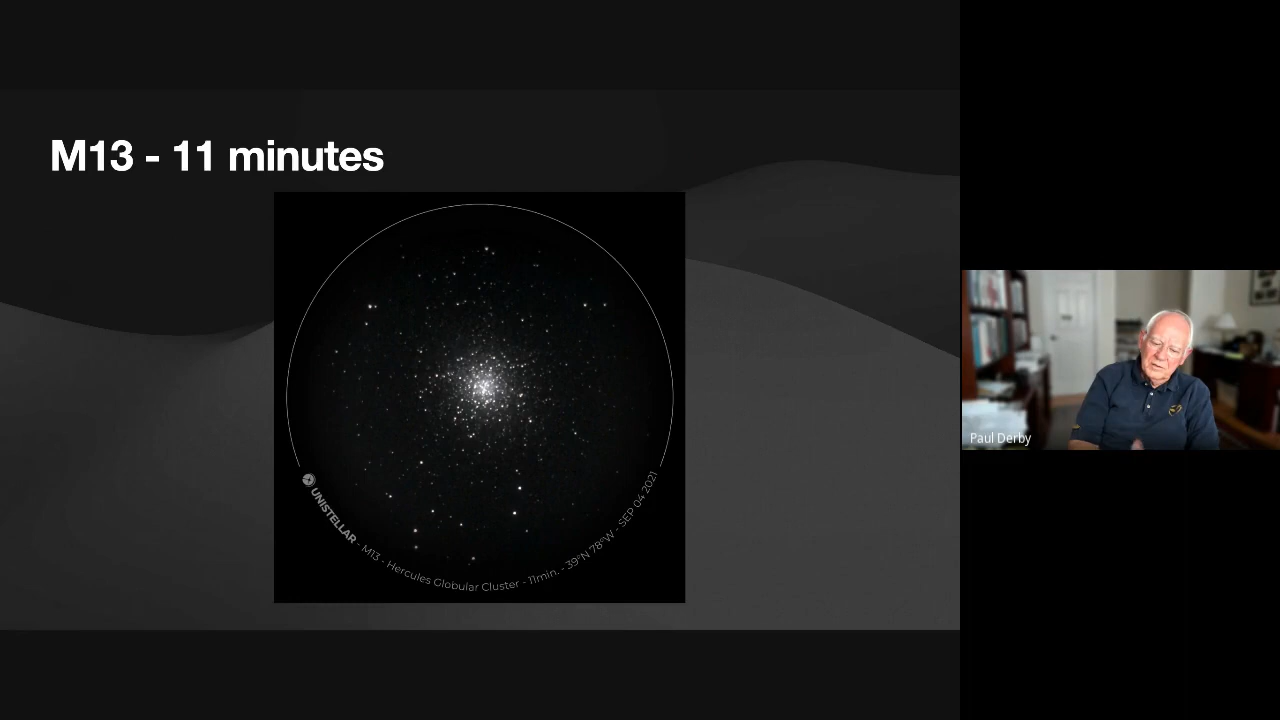 M13 - 11 minutes
UNISTELLAR - M13 - Hercules Globular Cluster - 11min. - 39°N 78°W - SEP 04 2021
Paul Derby